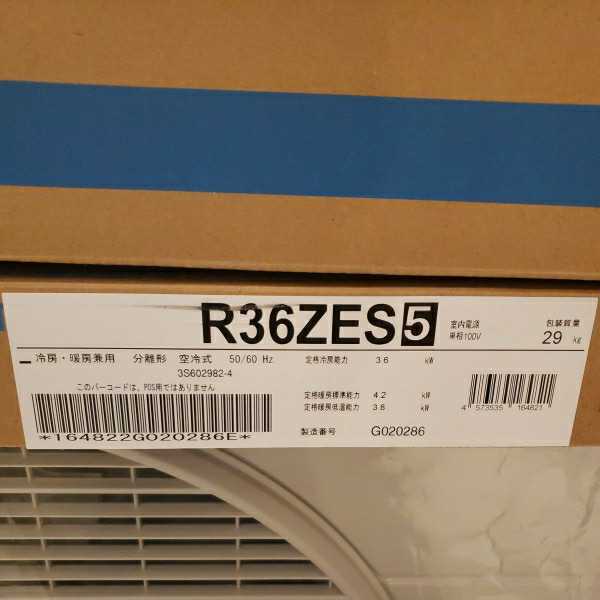 R36ZES5
室内電源
単相100V
包装質量
29 kg
冷房・暖房兼用 分離形 空冷式 50/60 Hz
定格冷房能力 3.6 kW
3S602982-4
このバーコードは、POS用ではありません
定格暖房標準能力 4.2 kW
定格暖房低温能力 3.8 kW
*164822G020286E*
製造番号 G020286
4 573535 164821